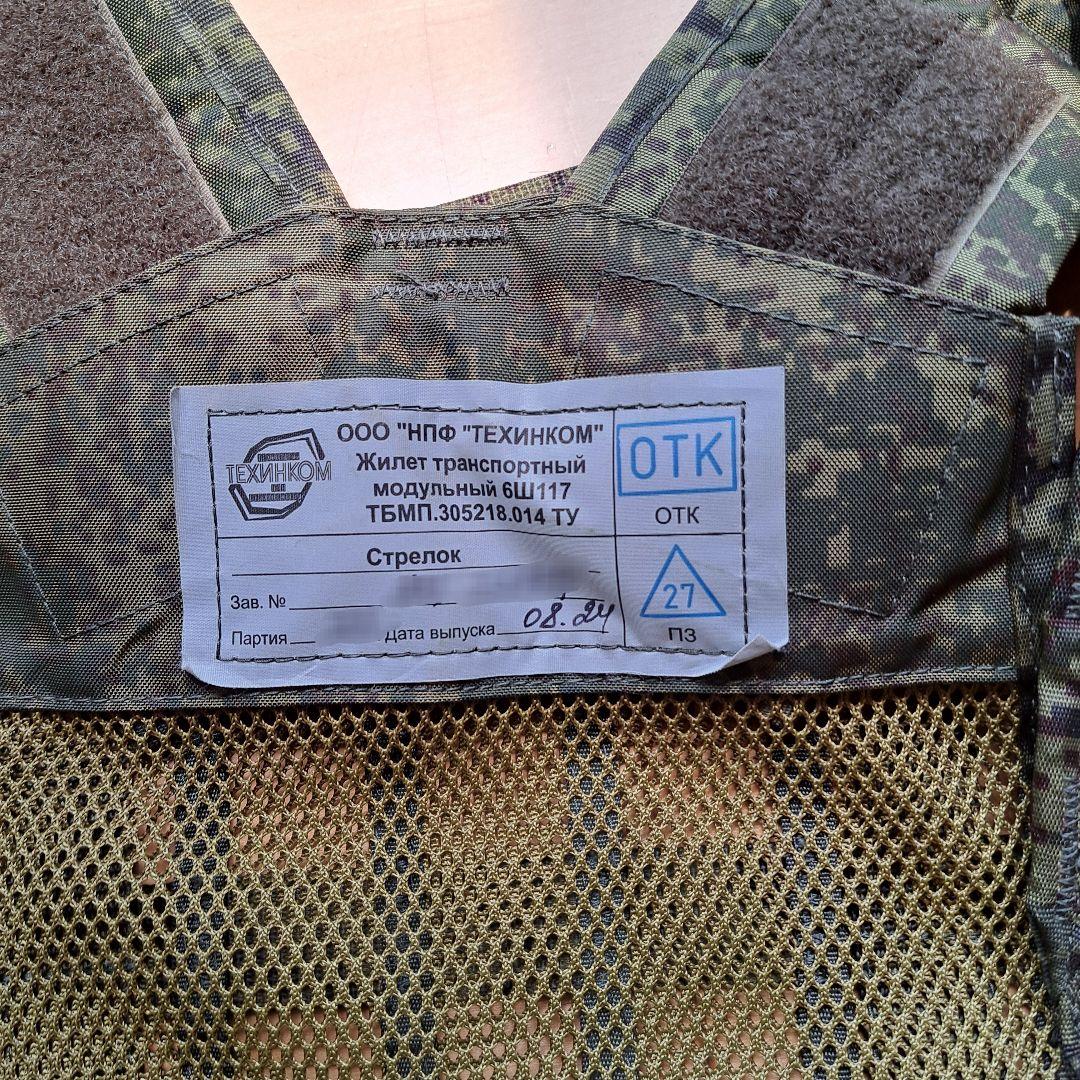 ТЕХИНКОМ
ООО "НПФ "ТЕХИНКОМ"
Жилет транспортный
модульный 6Ш117
ТБМП.305218.014 ТУ
ОТК
ОТК
Стрелок
Зав. №
Партия Дата выпуска 08.24
27
ПЗ